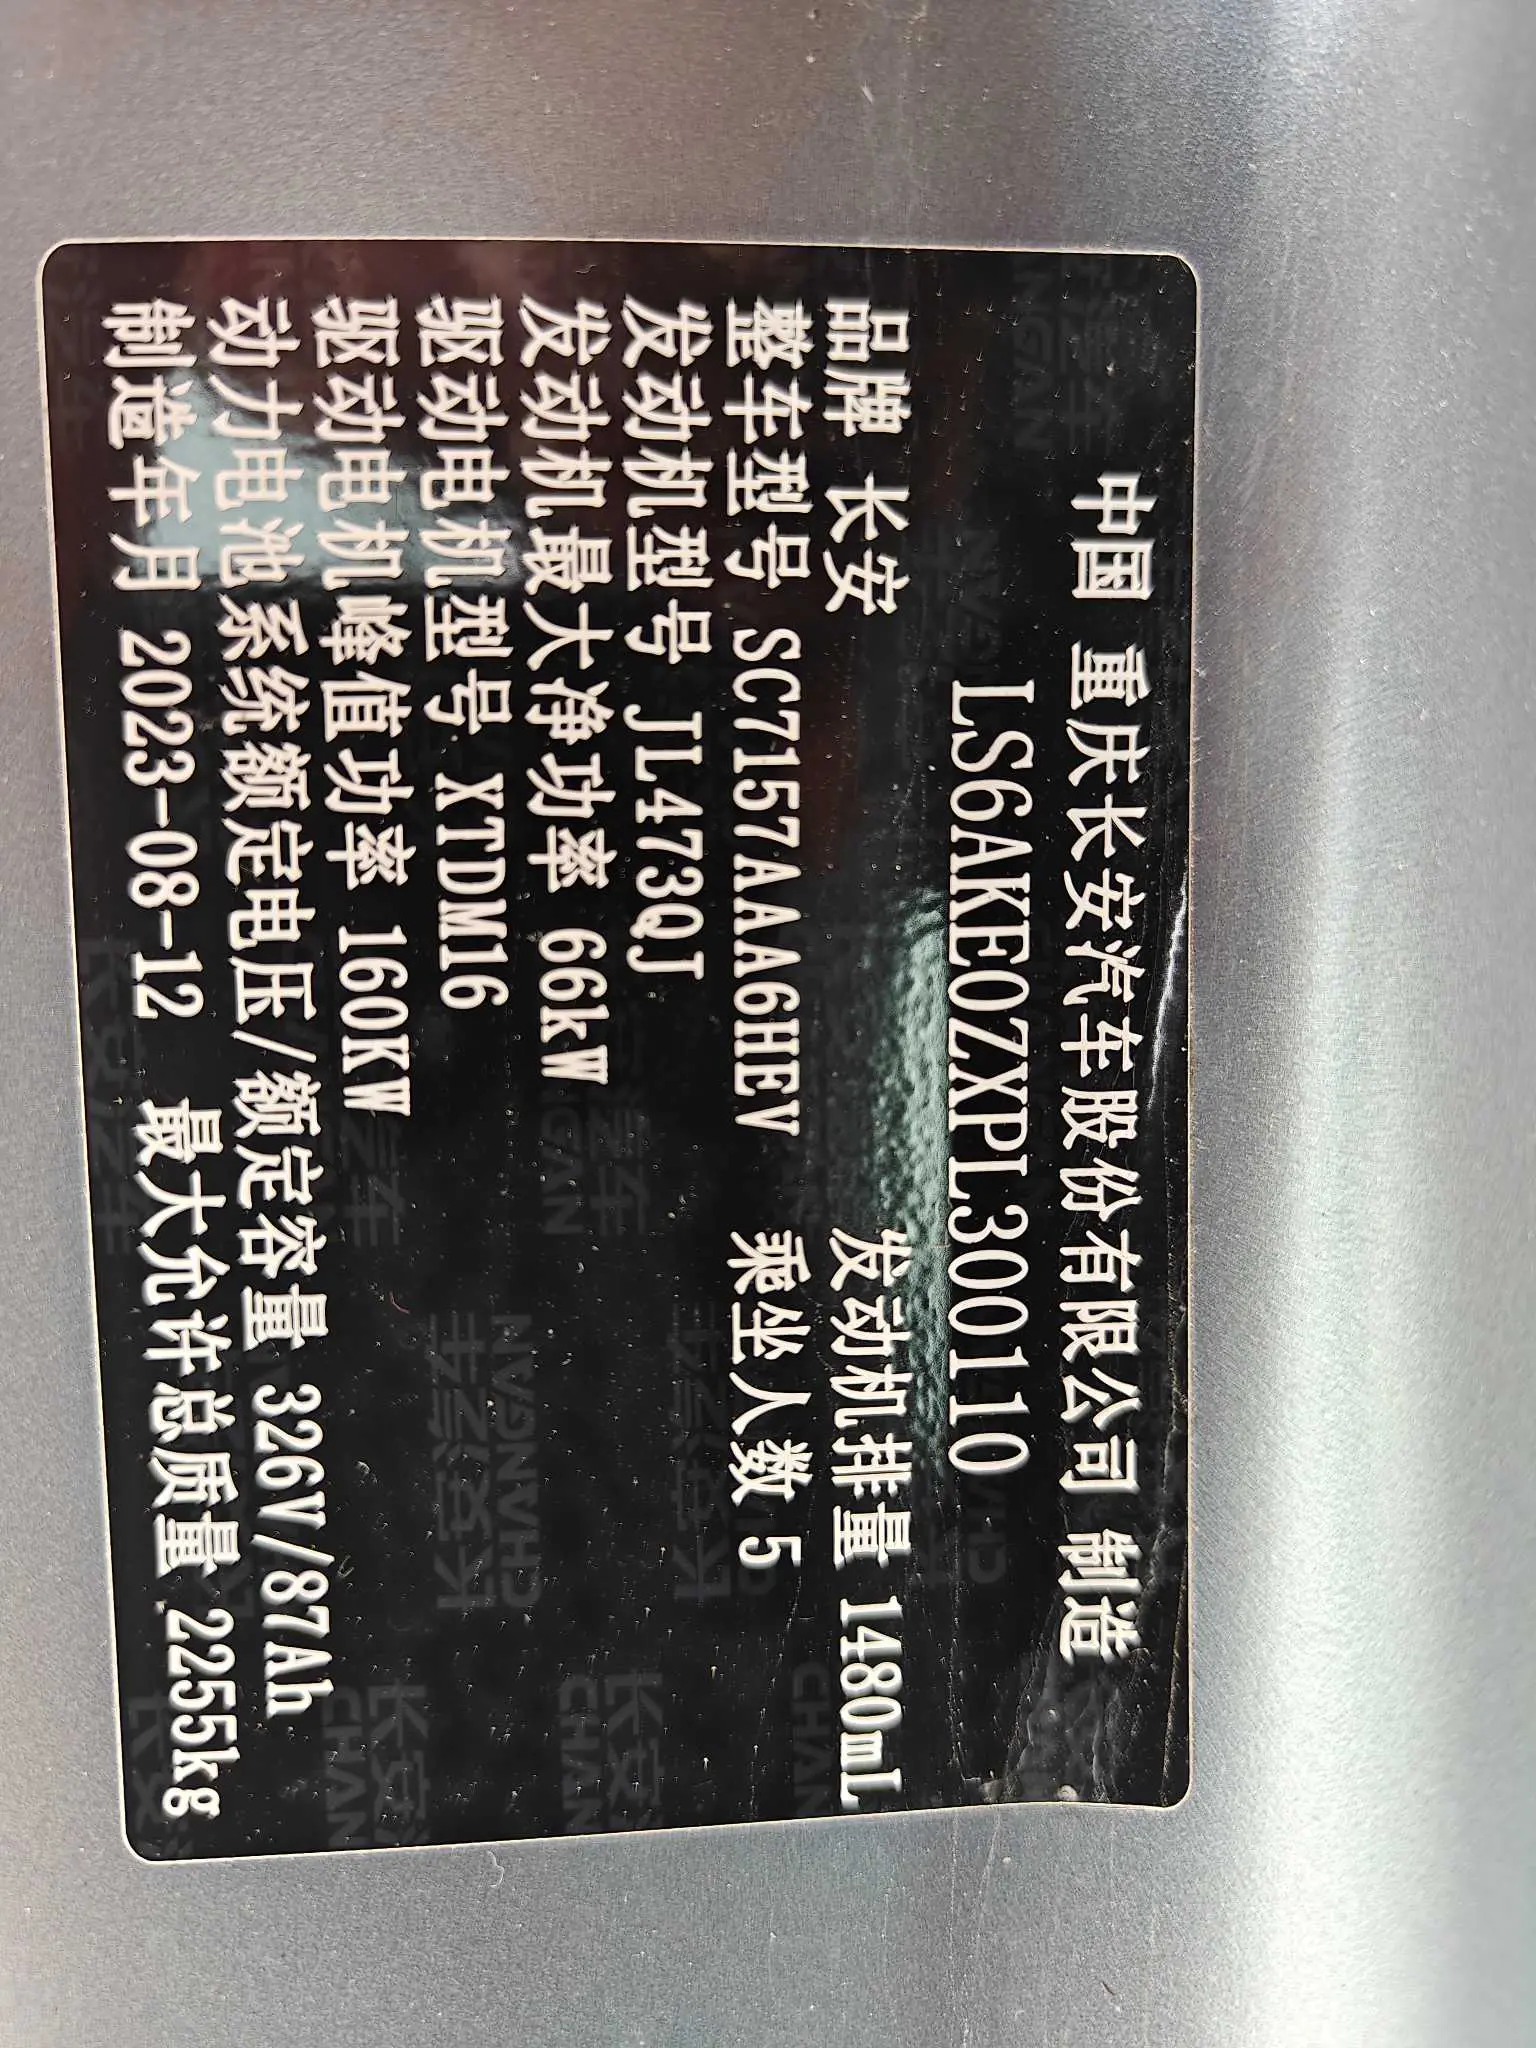 中国 重庆长安汽车股份有限公司 制造
LS6AKE0ZXPL300110
品牌 长安 发动机排量 1480mL
整车型号 SC7157AAA6HEV 乘坐人数 5
发动机型号 JL473QJ
发动机最大净功率 66kW
驱动电机型号 XTDM16
驱动电机峰值功率 160KW
动力电池系统额定电压/额定容量 326V/87Ah
制造年月 2023-08-12 最大允许总质量 2255kg